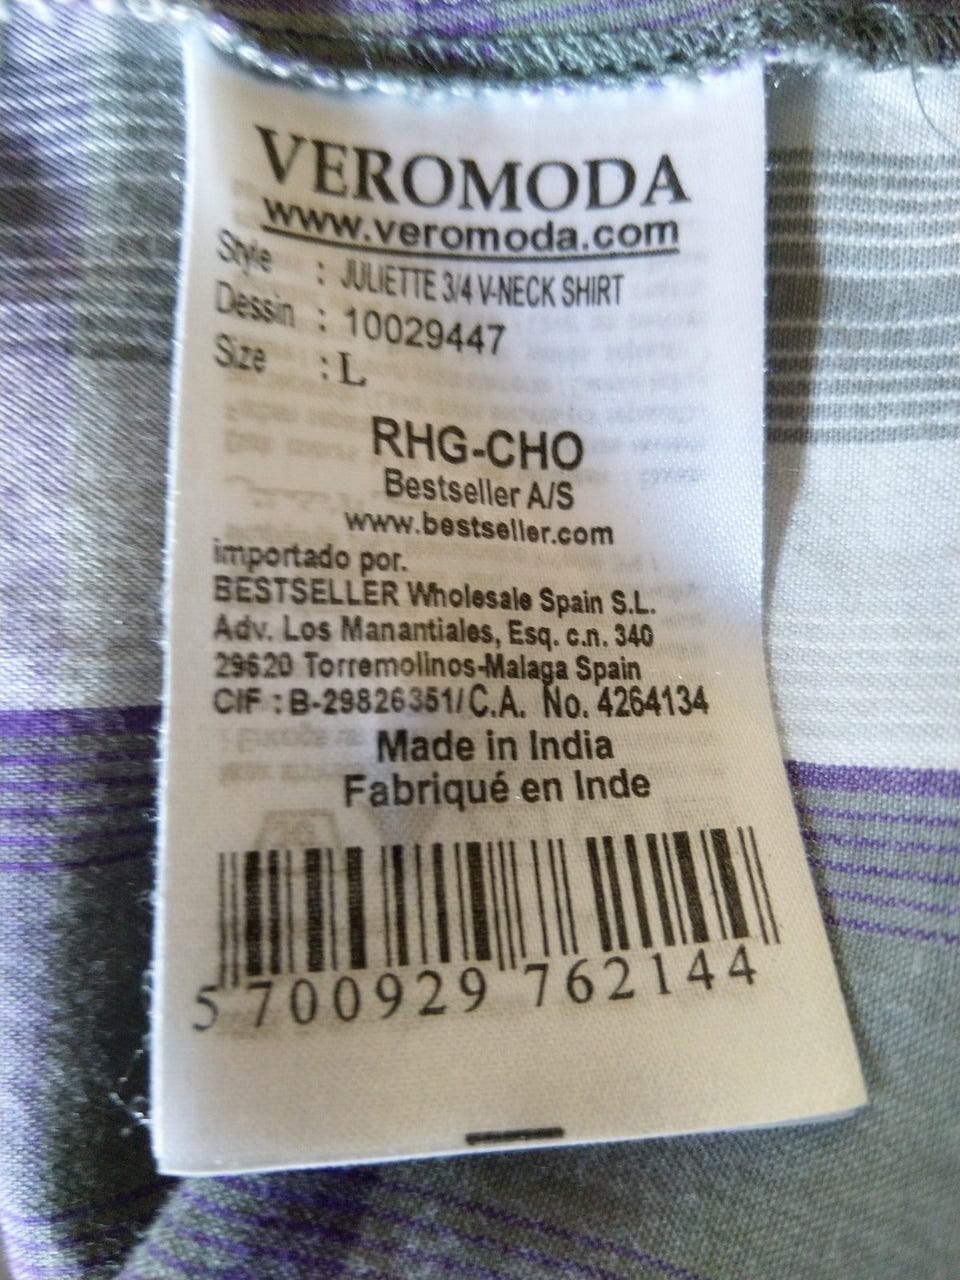 VEROMODA
www.veromoda.com
Style : JULIETTE 3/4 V-NECK SHIRT
Dessin : 10029447
Size : L
RHG-CHO
Bestseller A/S
www.bestseller.com
importado por.
BESTSELLER Wholesale Spain S.L.
Adv. Los Manantiales, Esq. c.n. 340
29620 Torremolinos-Malaga Spain
CIF : B-29826351/C.A. No. 4264134
Made in India
Fabriqué en Inde
5 700929 762144